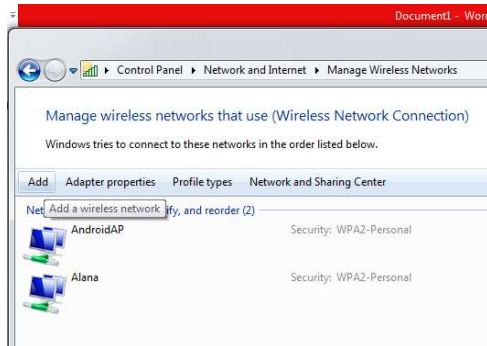 Document1 - Wor
Control Panel ▸ Network and Internet ▸ Manage Wireless Networks
Manage wireless networks that use (Wireless Network Connection)
Windows tries to connect to these networks in the order listed below.
Add Adapter properties Profile types Network and Sharing Center
Add a wireless network
and reorder (2)
AndroidAP Security: WPA2-Personal
Alana Security: WPA2-Personal